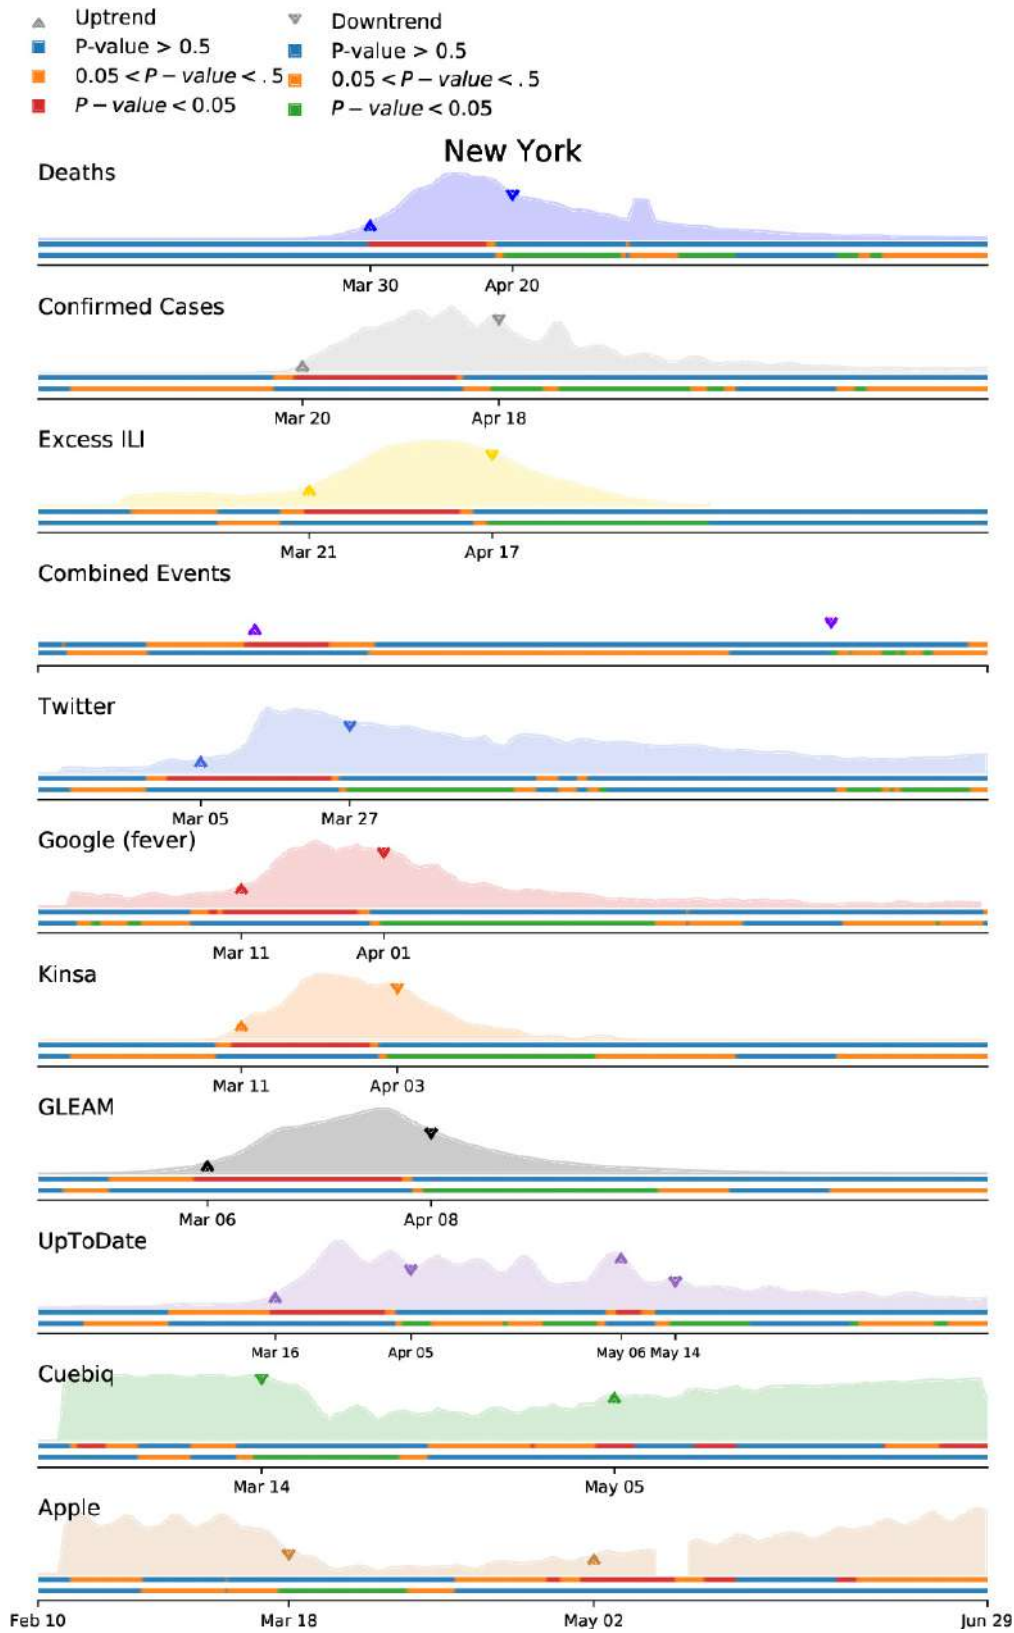 Uptrend
P-value > 0.5
0.05 < P − value < .5
P − value < 0.05
Downtrend
P-value > 0.5
0.05 < P − value < .5
P − value < 0.05
New York
Deaths
Mar 30 Apr 20
Confirmed Cases
Mar 20 Apr 18
Excess ILI
Mar 21 Apr 17
Combined Events
Twitter
Mar 05 Mar 27
Google (fever)
Mar 11 Apr 01
Kinsa
Mar 11 Apr 03
GLEAM
Mar 06 Apr 08
UpToDate
Mar 16 Apr 05 May 06 May 14
Cuebiq
Mar 14 May 05
Apple
Feb 10 Mar 18 May 02 Jun 29